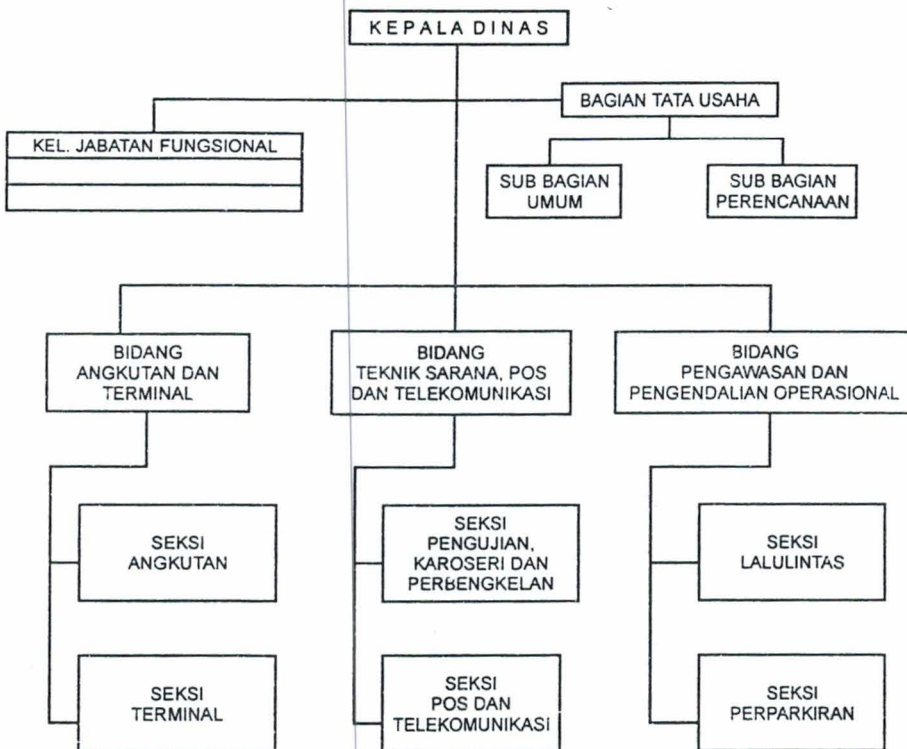 KEPALA DINAS
BAGIAN TATA USAHA
KEL. JABATAN FUNGSIONAL
SUB BAGIAN
UMUM
SUB BAGIAN
PERENCANAAN
BIDANG
ANGKUTAN DAN
TERMINAL
BIDANG
TEKNIK SARANA, POS
DAN TELEKOMUNIKASI
BIDANG
PENGAWASAN DAN
PENGENDALIAN OPERASIONAL
SEKSI
ANGKUTAN
SEKSI
PENGUJIAN,
KAROSERI DAN
PERBENGKELAN
SEKSI
LALULINTAS
SEKSI
TERMINAL
SEKSI
POS DAN
TELEKOMUNIKASI
SEKSI
PERPARKIRAN